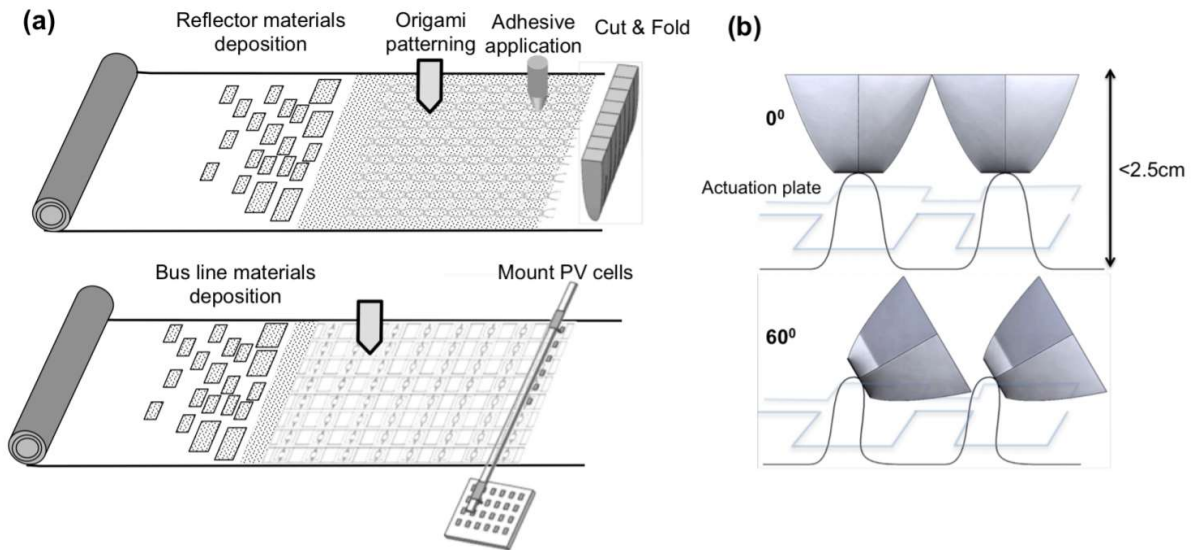 (a)
Reflector materials
deposition
Origami
patterning
Adhesive
application
Cut & Fold
Bus line materials
deposition
Mount PV cells
(b)
0⁰
Actuation plate
<2.5cm
60⁰